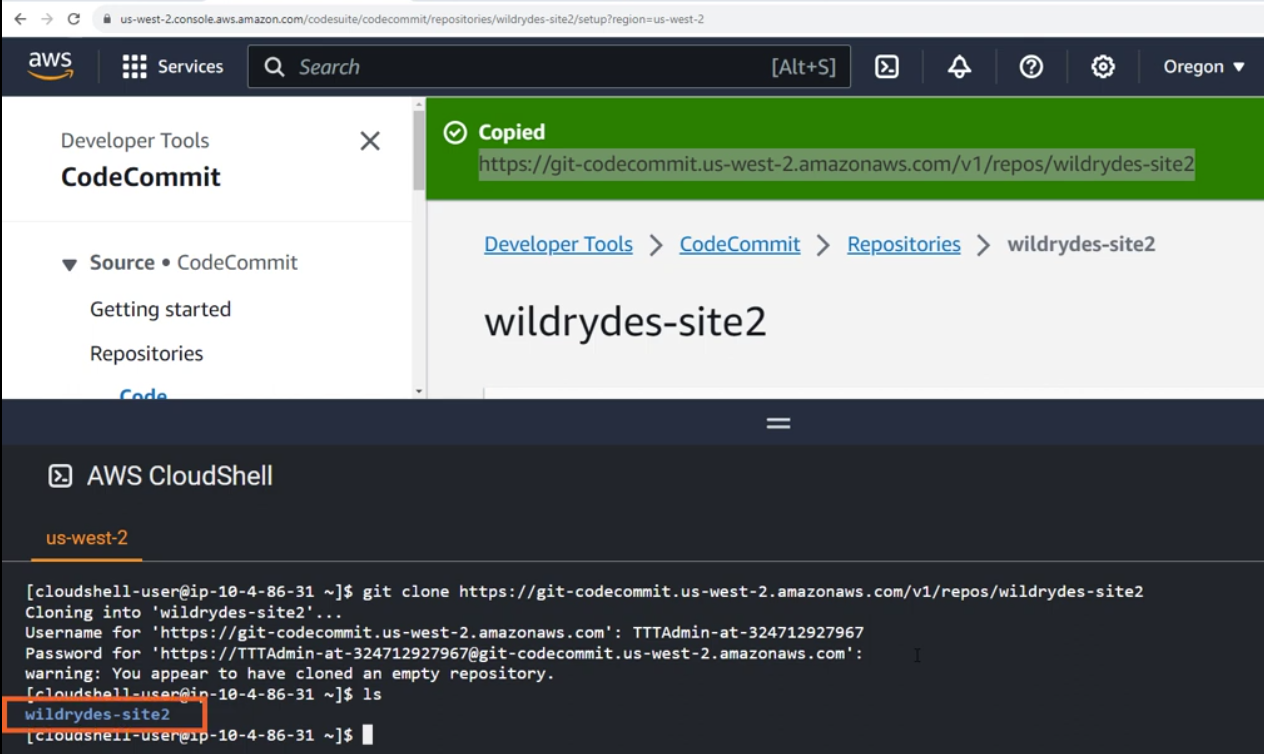 us-west-2.console.aws.amazon.com/codesuite/codecommit/repositories/wildrydes-site2/setup?region=us-west-2
aws
Services
Search
[Alt+S]
Oregon ▼
Developer Tools
CodeCommit
Source • CodeCommit
Getting started
Repositories
Code
Copied
https://git-codecommit.us-west-2.amazonaws.com/v1/repos/wildrydes-site2
Developer Tools > CodeCommit > Repositories > wildrydes-site2
wildrydes-site2
AWS CloudShell
us-west-2
[cloudshell-user@ip-10-4-86-31 ~]$ git clone https://git-codecommit.us-west-2.amazonaws.com/v1/repos/wildrydes-site2
Cloning into 'wildrydes-site2'...
Username for 'https://git-codecommit.us-west-2.amazonaws.com': TTTAdmin-at-324712927967
Password for 'https://TTTAdmin-at-324712927967@git-codecommit.us-west-2.amazonaws.com':
warning: You appear to have cloned an empty repository.
[cloudshell-user@ip-10-4-86-31 ~]$ ls
wildrydes-site2
[cloudshell-user@ip-10-4-86-31 ~]$